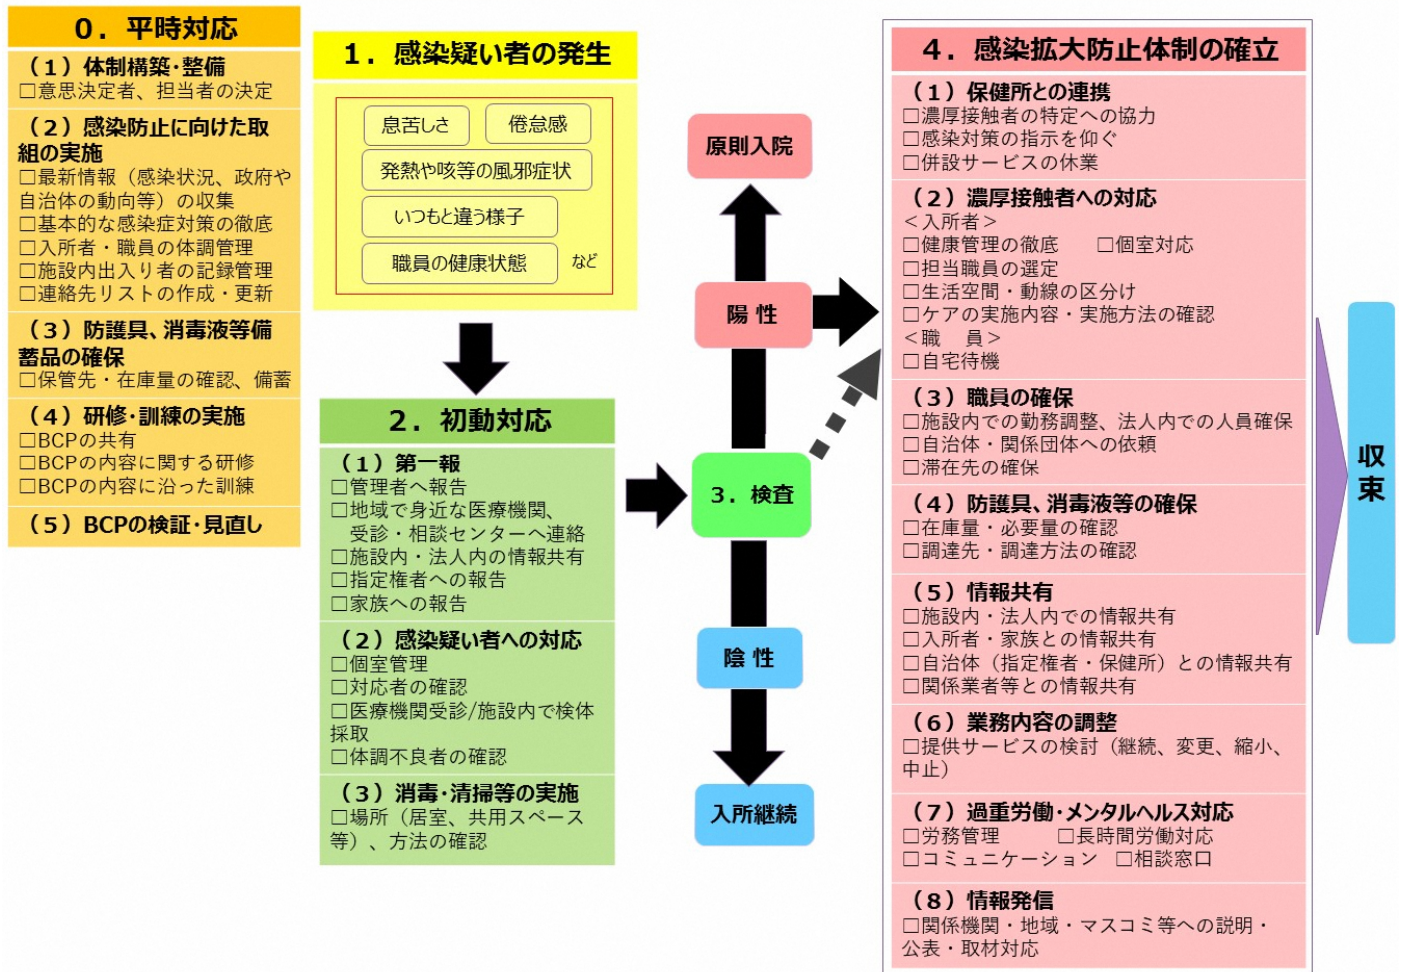 0．平時対応
（1）体制構築・整備
□意思決定者、担当者の決定
（2）感染防止に向けた取
組の実施
□最新情報（感染状況、政府や
自治体の動向等）の収集
□基本的な感染症対策の徹底
□入所者・職員の体調管理
□施設内出入り者の記録管理
□連絡先リストの作成・更新
（3）防護具、消毒液等備
蓄品の確保
□保管先・在庫量の確認、備蓄
（4）研修・訓練の実施
□BCPの共有
□BCPの内容に関する研修
□BCPの内容に沿った訓練
（5）BCPの検証・見直し
1．感染疑い者の発生
息苦しさ
倦怠感
発熱や咳等の風邪症状
いつもと違う様子
職員の健康状態
など
2．初動対応
（1）第一報
□管理者へ報告
□地域で身近な医療機関、
受診・相談センターへ連絡
□施設内・法人内の情報共有
□指定権者への報告
□家族への報告
（2）感染疑い者への対応
□個室管理
□対応者の確認
□医療機関受診/施設内で検体
採取
□体調不良者の確認
（3）消毒・清掃等の実施
□場所（居室、共用スペース
等）、方法の確認
原則入院
陽 性
3．検査
陰 性
入所継続
4．感染拡大防止体制の確立
（1）保健所との連携
□濃厚接触者の特定への協力
□感染対策の指示を仰ぐ
□併設サービスの休業
（2）濃厚接触者への対応
＜入所者＞
□健康管理の徹底　　□個室対応
□担当職員の選定
□生活空間・動線の区分け
□ケアの実施内容・実施方法の確認
＜職　員＞
□自宅待機
（3）職員の確保
□施設内での勤務調整、法人内での人員確保
□自治体・関係団体への依頼
□滞在先の確保
（4）防護具、消毒液等の確保
□在庫量・必要量の確認
□調達先・調達方法の確認
（5）情報共有
□施設内・法人内での情報共有
□入所者・家族との情報共有
□自治体（指定権者・保健所）との情報共有
□関係業者等との情報共有
（6）業務内容の調整
□提供サービスの検討（継続、変更、縮小、
中止）
（7）過重労働・メンタルヘルス対応
□労務管理　　　□長時間労働対応
□コミュニケーション　□相談窓口
（8）情報発信
□関係機関・地域・マスコミ等への説明・
公表・取材対応
収束